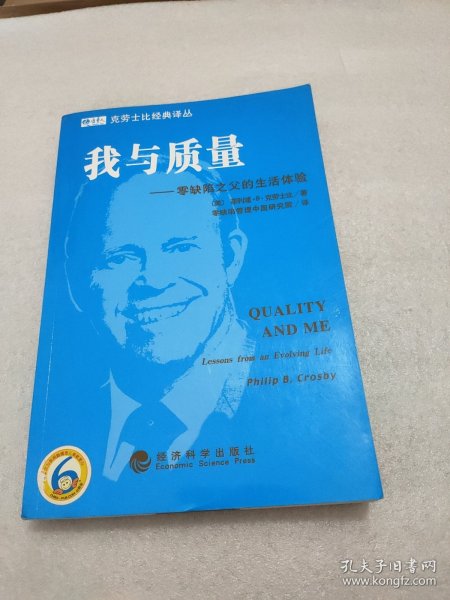 克劳士比经典译丛
我与质量
——零缺陷之父的生活体验
(美) 菲利浦·B·克劳士比/著
零缺陷管理中国研究院/译
QUALITY
AND ME
Lessons from an Evolving Life
Philip B. Crosby
经济科学出版社
Economic Science Press
6
孔夫子旧书网
www.kongfz.com